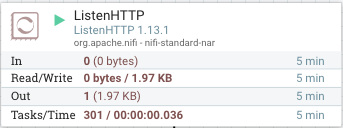 ListenHTTP
ListenHTTP 1.13.1
org.apache.nifi - nifi-standard-nar
In 0 (0 bytes) 5 min
Read/Write 0 bytes / 1.97 KB 5 min
Out 1 (1.97 KB) 5 min
Tasks/Time 301 / 00:00:00.036 5 min